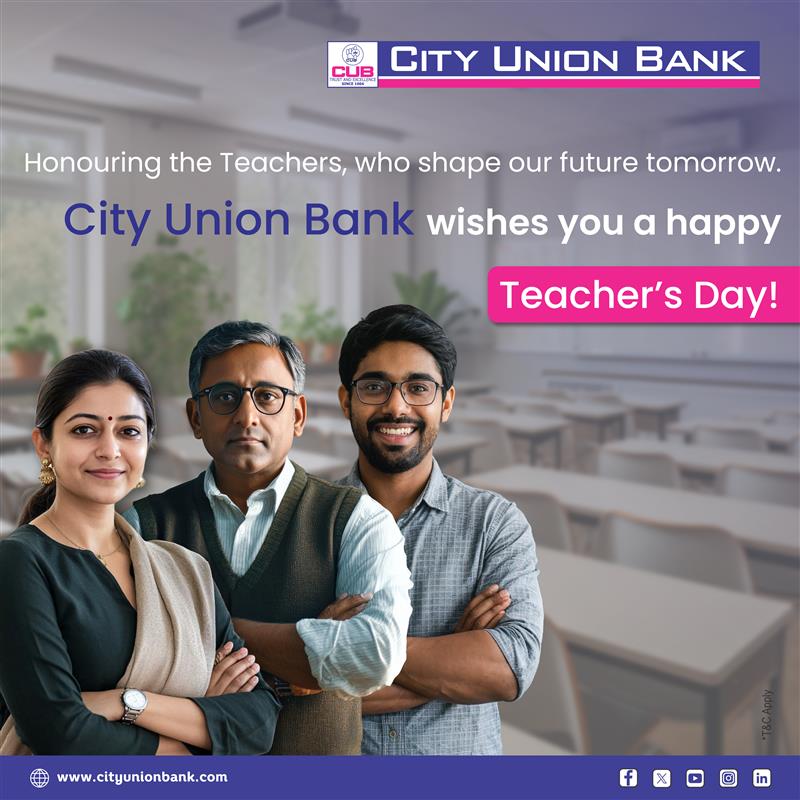 CUB
CUB
TRUST AND EXCELLENCE
SINCE 1904
CITY UNION BANK
Honouring the Teachers, who shape our future tomorrow.
City Union Bank wishes you a happy
Teacher's Day!
*T&C Apply
www.cityunionbank.com